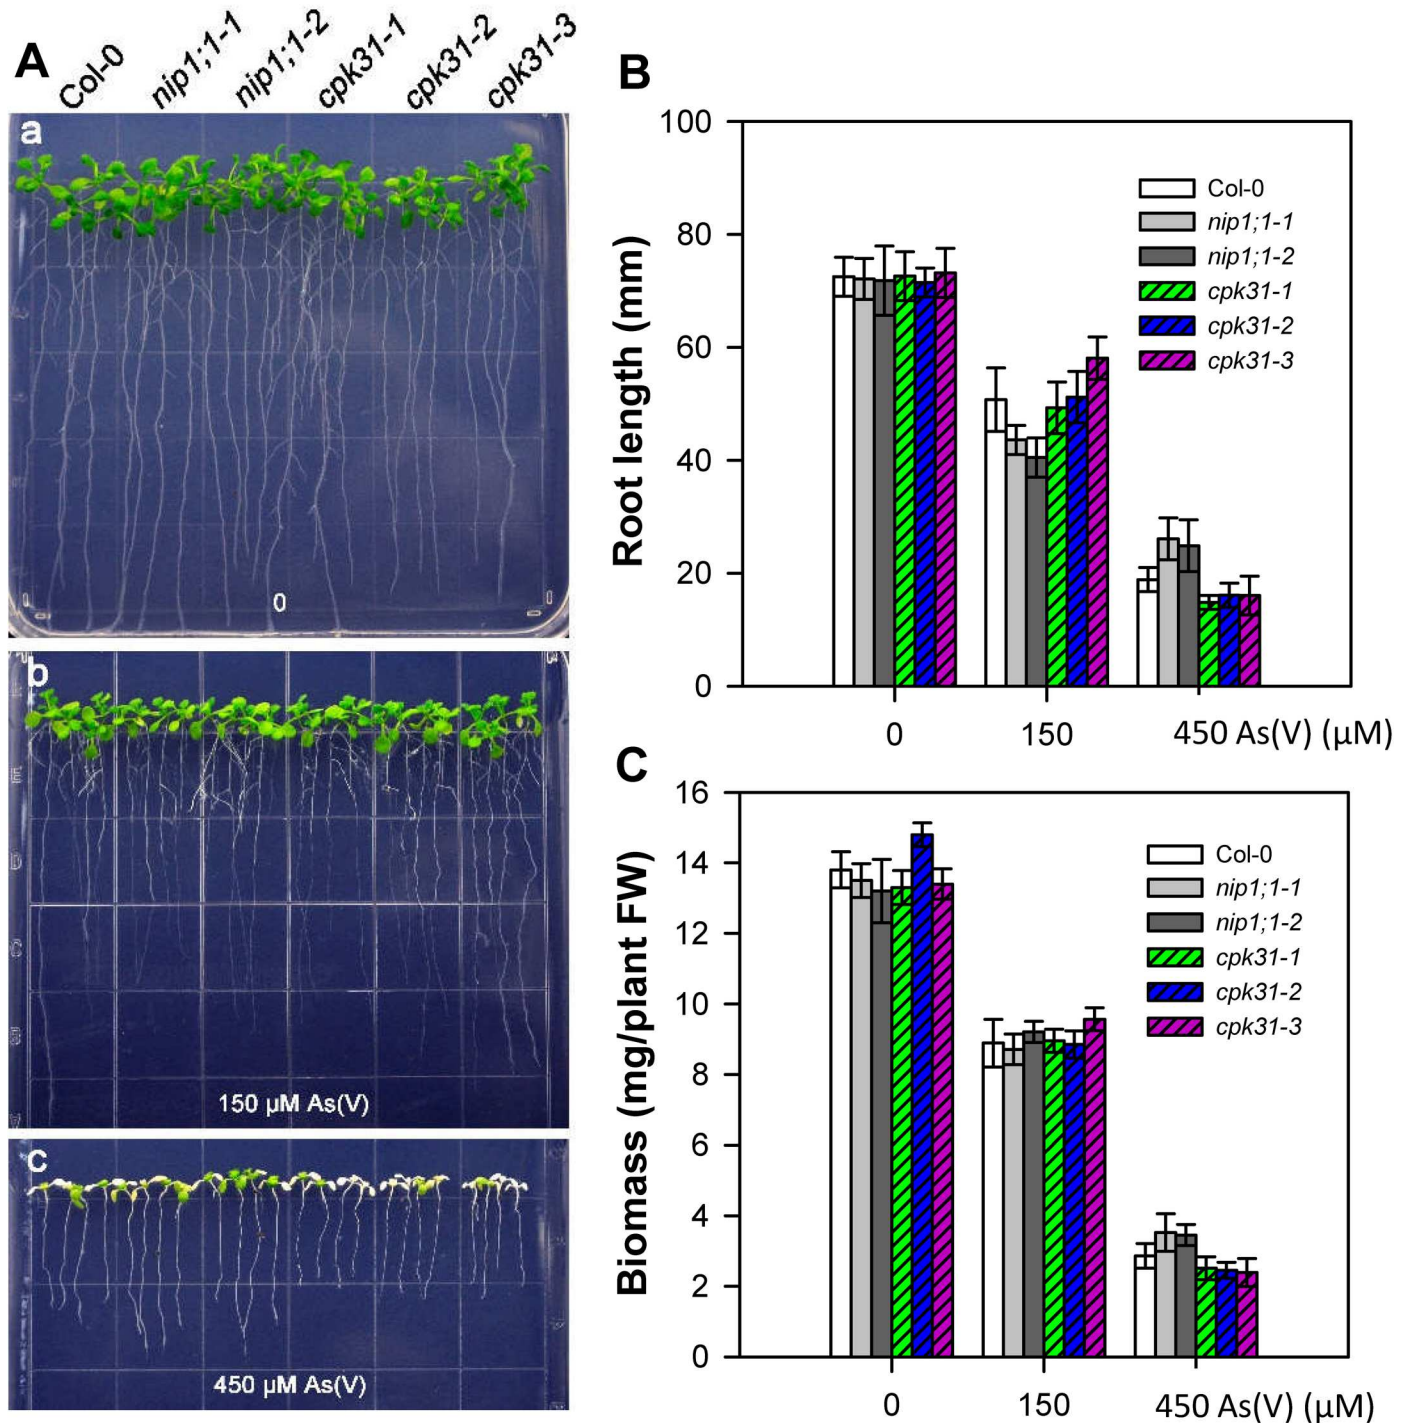 A
Col-0
nip1;1-1
nip1;1-2
cpk31-1
cpk31-2
cpk31-3
a
0
b
150 µM As(V)
c
450 µM As(V)
B
Root length (mm)
100
80
60
40
20
0
Col-0
nip1;1-1
nip1;1-2
cpk31-1
cpk31-2
cpk31-3
0
150
450 As(V) (µM)
C
Biomass (mg/plant FW)
16
14
12
10
8
6
4
2
0
Col-0
nip1;1-1
nip1;1-2
cpk31-1
cpk31-2
cpk31-3
0
150
450 As(V) (µM)